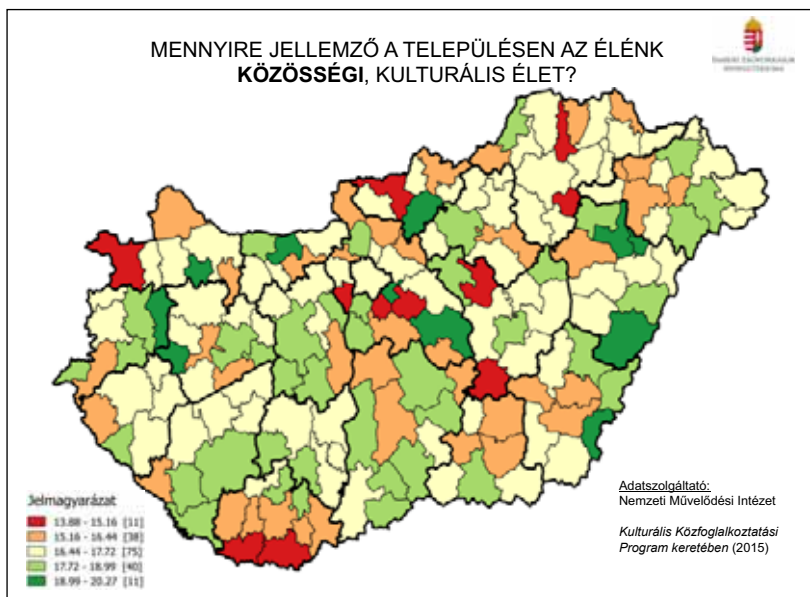 MENNYIRE JELLEMZŐ A TELEPÜLÉSEN AZ ÉLÉNK
KÖZÖSSÉGI, KULTURÁLIS ÉLET?
Jelmagyarázat
13.88 - 15.16 [11]
15.16 - 16.44 [38]
16.44 - 17.72 [75]
17.72 - 18.99 [40]
18.99 - 20.27 [11]
Adatszolgáltató:
Nemzeti Művelődési Intézet
Kulturális Közfoglalkoztatási
Program keretében (2015)